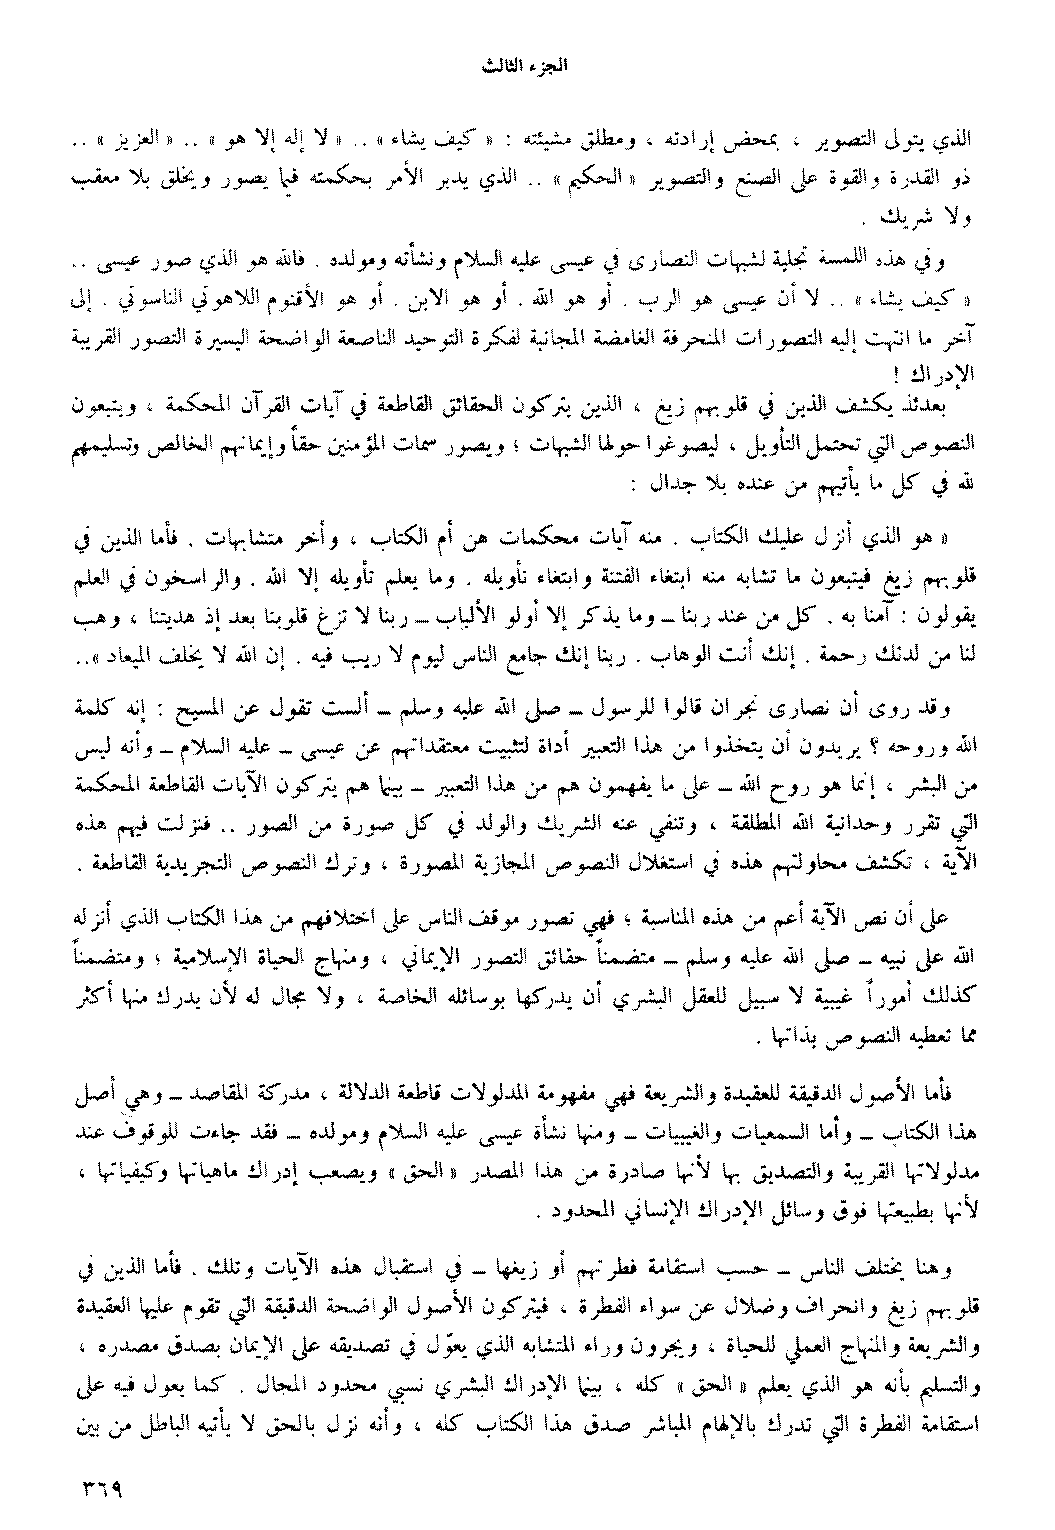 الجزء الثالث
الذي يتولى التصوير ، بمحض إرادته ، ومطلق مشيئته : « كيف يشاء » .. « لا إله إلا هو » .. « العزيز » ..
ذو القدرة والقوة على الصنع والتصوير « الحكيم » .. الذي يدبر الأمر بحكمته فيما يصور ويخلق بلا معقب
ولا شريك .
وفي هذه اللمسة تجلية لشبهات النصارى في عيسى عليه السلام ونشأته ومولده . فالله هو الذي صور عيسى ..
« كيف يشاء » .. لا أن عيسى هو الرب . أو هو الله . أو هو الابن . أو هو الأقنوم اللاهوتي الناسوتي . إلى
آخر ما انتهت إليه التصورات المنحرفة الغامضة المجانبة لفكرة التوحيد الناصعة الواضحة اليسيرة التصور القريبة
الإدراك !
بعدئذ يكشف الذين في قلوبهم زيغ ، الذين يتركون الحقائق القاطعة في آيات القرآن المحكمة ، ويتبعون
النصوص التي تحتمل التأويل ، ليصوغوا حولها الشبهات ؛ ويصور سمات المؤمنين حقاً وإيمانهم الخالص وتسليمهم
لله في كل ما يأتيهم من عنده بلا جدال :
« هو الذي أنزل عليك الكتاب . منه آيات محكمات هن أم الكتاب ، وأخر متشابهات . فأما الذين في
قلوبهم زيغ فيتبعون ما تشابه منه ابتغاء الفتنة وابتغاء تأويله . وما يعلم تأويله إلا الله . والراسخون في العلم
يقولون : آمنا به . كل من عند ربنا ــ وما يذكر إلا أولو الألباب ــ ربنا لا تزغ قلوبنا بعد إذ هديتنا ، وهب
لنا من لدنك رحمة . إنك أنت الوهاب . ربنا إنك جامع الناس ليوم لا ريب فيه . إن الله لا يخلف الميعاد »..
وقد روى أن نصارى نجران قالوا للرسول ــ صلى الله عليه وسلم ــ ألست تقول عن المسيح : إنه كلمة
الله وروحه ؟ يريدون أن يتخذوا من هذا التعبير أداة لتثبيت معتقداتهم عن عيسى ــ عليه السلام ــ وأنه ليس
من البشر ، إنما هو روح الله ــ على ما يفهمون هم من هذا التعبير ــ بينما هم يتركون الآيات القاطعة المحكمة
التي تقرر وحدانية الله المطلقة ، وتنفي عنه الشريك والولد في كل صورة من الصور .. فنزلت فيهم هذه
الآية ، تكشف محاولتهم هذه في استغلال النصوص المجازية المصورة ، وترك النصوص التجريدية القاطعة .
على أن نص الآية أعم من هذه المناسبة ؛ فهي تصور موقف الناس على اختلافهم من هذا الكتاب الذي أنزله
الله على نبيه ــ صلى الله عليه وسلم ــ متضمناً حقائق التصور الإيماني ، ومنهاج الحياة الإسلامية ؛ ومتضمناً
كذلك أموراً غيبية لا سبيل للعقل البشري أن يدركها بوسائله الخاصة ، ولا مجال له لأن يدرك منها أكثر
مما تعطيه النصوص بذاتها .
فأما الأصول الدقيقة للعقيدة والشريعة فهي مفهومة المدلولات قاطعة الدلالة ، مدركة المقاصد ــ وهي أصل
هذا الكتاب ــ وأما السمعيات والغيبيات ــ ومنها نشأة عيسى عليه السلام ومولده ــ فقد جاءت للوقوف عند
مدلولاتها القريبة والتصديق بها لأنها صادرة من هذا المصدر « الحق » ويصعب إدراك ماهياتها وكيفياتها ،
لأنها بطبيعتها فوق وسائل الإدراك الإنساني المحدود .
وهنا يختلف الناس ــ حسب استقامة فطرتهم أو زيغها ــ في استقبال هذه الآيات وتلك . فأما الذين في
قلوبهم زيغ وانحراف وضلال عن سواء الفطرة ، فيتركون الأصول الواضحة الدقيقة التي تقوم عليها العقيدة
والشريعة والمنهاج العملي للحياة ، ويجرون وراء المتشابه الذي يعوّل في تصديقه على الإيمان بصدق مصدره ،
والتسليم بأنه هو الذي يعلم « الحق » كله ، بينما الإدراك البشري نسبي محدود المجال . كما يعول فيه على
استقامة الفطرة التي تدرك بالإلهام المباشر صدق هذا الكتاب كله ، وأنه نزل بالحق لا يأتيه الباطل من بين
٣٦٩